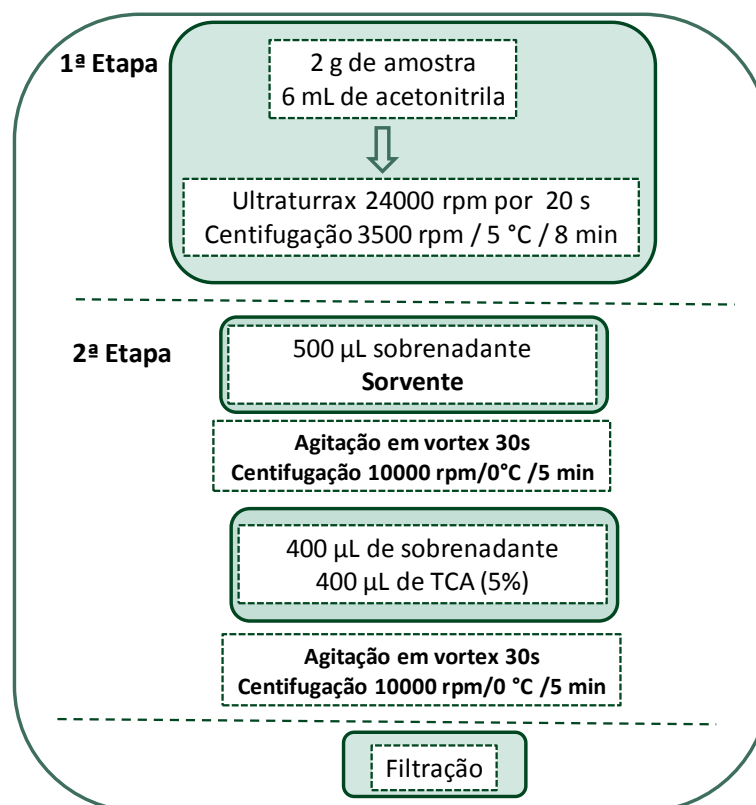 1ª Etapa
2 g de amostra
6 mL de acetonitrila
Ultraturrax 24000 rpm por 20 s
Centifugação 3500 rpm / 5 °C / 8 min
2ª Etapa
500 µL sobrenadante
Sorvente
Agitação em vortex 30s
Centifugação 10000 rpm/0°C /5 min
400 µL de sobrenadante
400 µL de TCA (5%)
Agitação em vortex 30s
Centifugação 10000 rpm/0 °C /5 min
Filtração